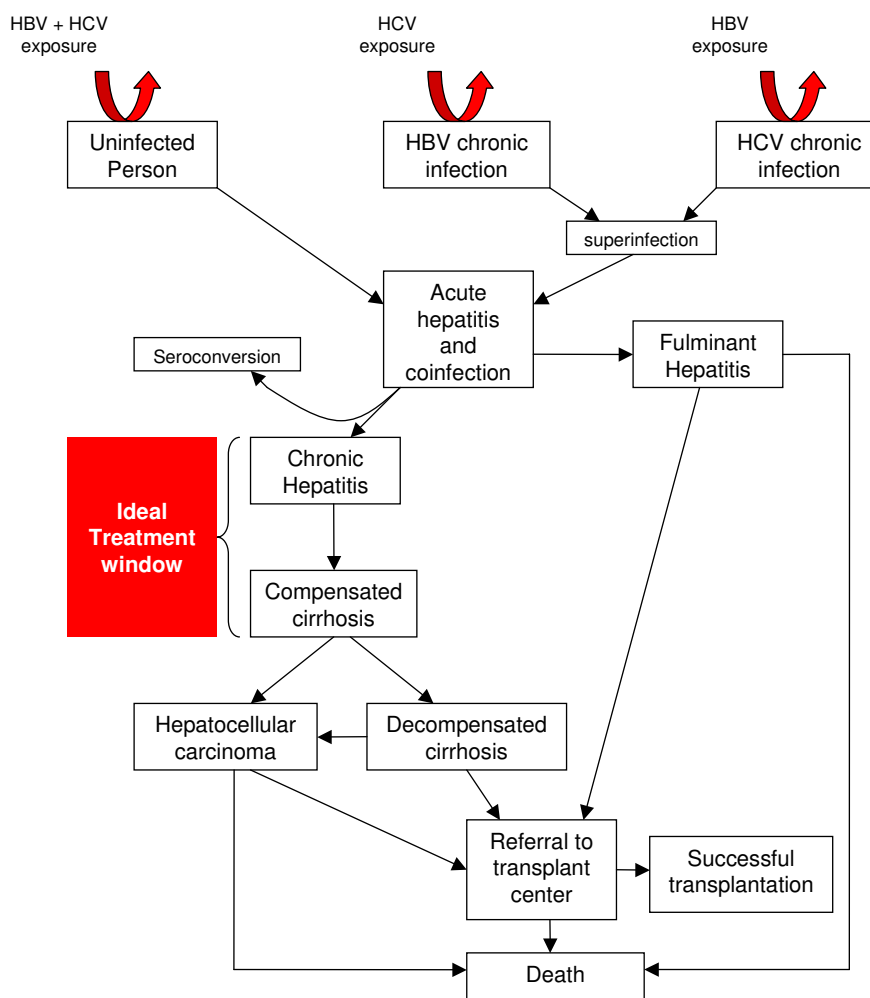 HBV + HCV
exposure
HCV
exposure
HBV
exposure
Uninfected
Person
HBV chronic
infection
HCV chronic
infection
superinfection
Acute
hepatitis
and
coinfection
Seroconversion
Fulminant
Hepatitis
Ideal
Treatment
window
Chronic
Hepatitis
Compensated
cirrhosis
Hepatocellular
carcinoma
Decompensated
cirrhosis
Referral to
transplant
center
Successful
transplantation
Death